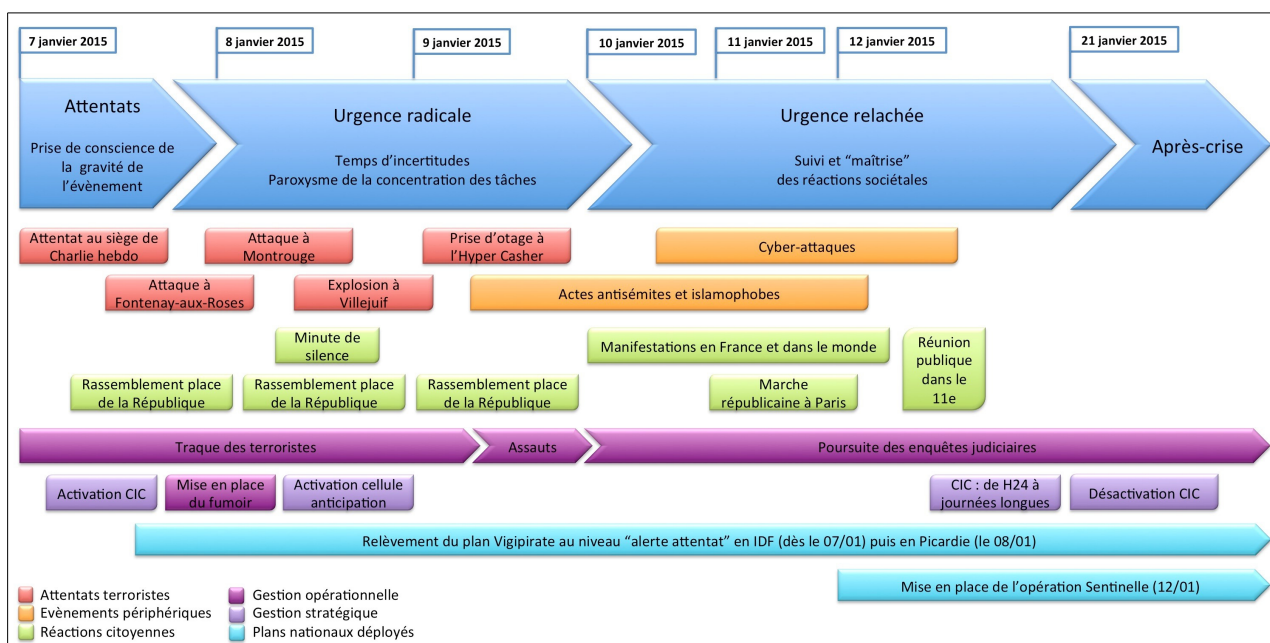 7 janvier 2015
8 janvier 2015
9 janvier 2015
10 janvier 2015
11 janvier 2015
12 janvier 2015
21 janvier 2015
Attentats
Prise de conscience de
la gravité de
l'évènement
Urgence radicale
Temps d'incertitudes
Paroxysme de la concentration des tâches
Urgence relachée
Suivi et "maîtrise"
des réactions sociétales
Après-crise
Attentat au siège de
Charlie hebdo
Attaque à
Montrouge
Prise d'otage à
l'Hyper Casher
Cyber-attaques
Attaque à
Fontenay-aux-Roses
Explosion à
Villejuif
Actes antisémites et islamophobes
Minute de
silence
Manifestations en France et dans le monde
Réunion
publique
dans le
11e
Rassemblement place
de la République
Rassemblement place
de la République
Rassemblement place
de la République
Marche
républicaine à Paris
Traque des terroristes
Assauts
Poursuite des enquêtes judiciaires
Activation CIC
Mise en place
du fumoir
Activation cellule
anticipation
CIC : de H24 à
journées longues
Désactivation CIC
Relèvement du plan Vigipirate au niveau "alerte attentat" en IDF (dès le 07/01) puis en Picardie (le 08/01)
Mise en place de l'opération Sentinelle (12/01)
Attentats terroristes
Evènements périphériques
Réactions citoyennes
Gestion opérationnelle
Gestion stratégique
Plans nationaux déployés